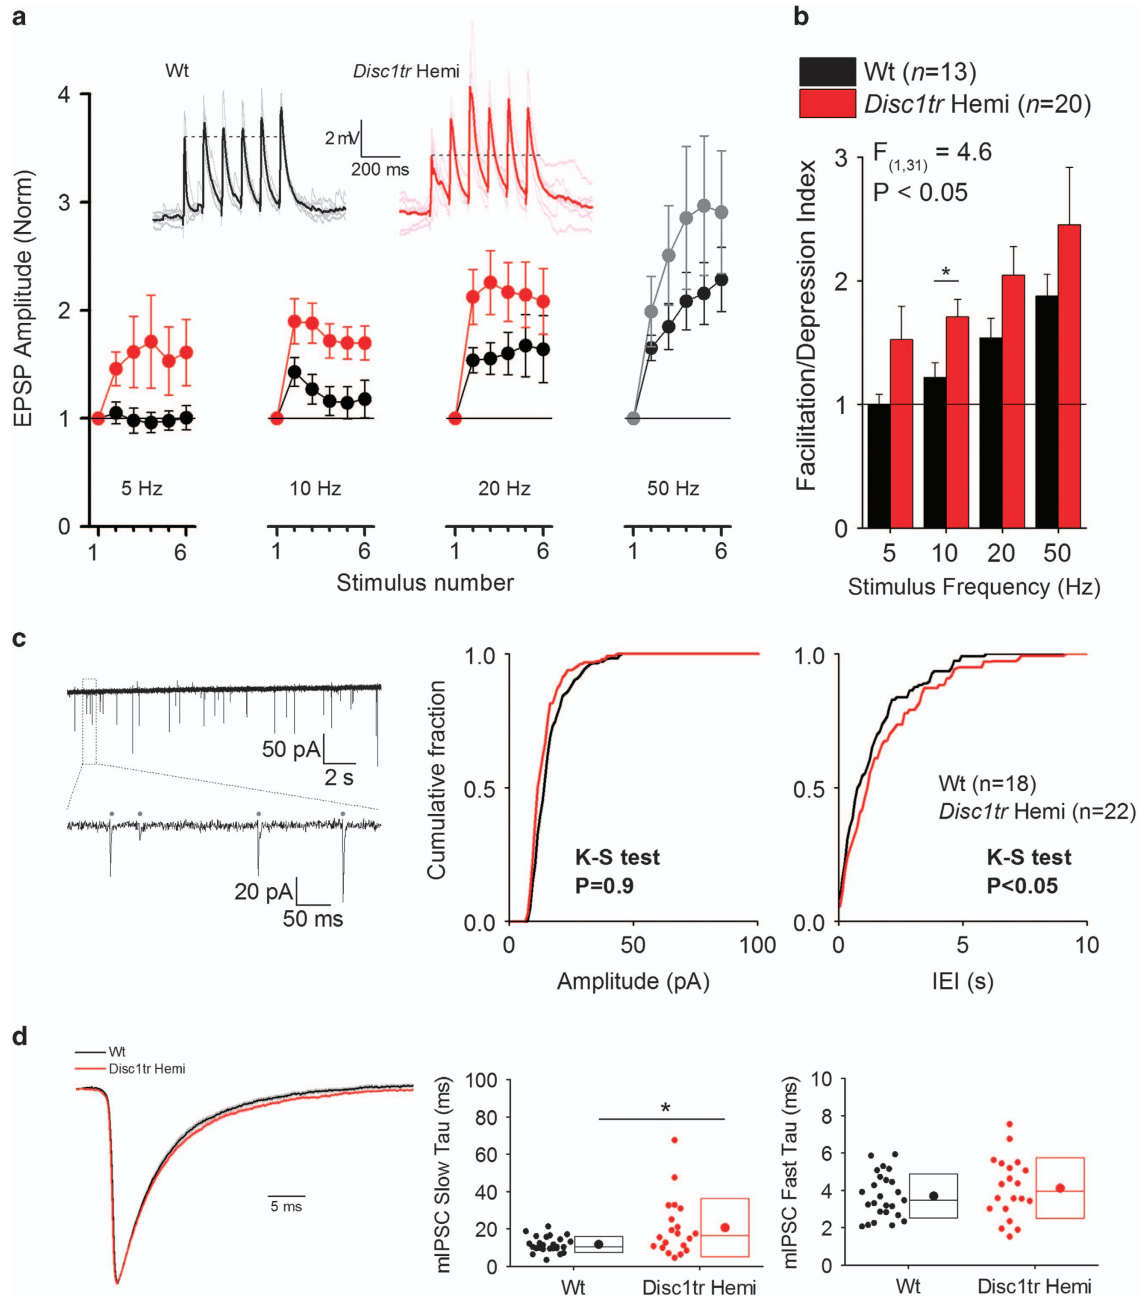 a
Wt
Disc1tr Hemi
2 mV
200 ms
EPSP Amplitude (Norm)
4
3
2
1
0
5 Hz
10 Hz
20 Hz
50 Hz
1 6
1 6
1 6
1 6
Stimulus number
b
Wt (n=13)
Disc1tr Hemi (n=20)
F(1,31) = 4.6
P < 0.05
*
Facilitation/Depression Index
3
2
1
0
5 10 20 50
Stimulus Frequency (Hz)
c
50 pA
2 s
20 pA
50 ms
Cumulative fraction
1.0
0.5
0.0
K-S test
P=0.9
0 50 100
Amplitude (pA)
1.0
0.5
0.0
Wt (n=18)
Disc1tr Hemi (n=22)
K-S test
P<0.05
0 5 10
IEI (s)
d
Wt
Disc1tr Hemi
5 ms
mIPSC Slow Tau (ms)
100
80
60
40
20
0
*
Wt
Disc1tr Hemi
mIPSC Fast Tau (ms)
10
8
6
4
2
0
Wt
Disc1tr Hemi